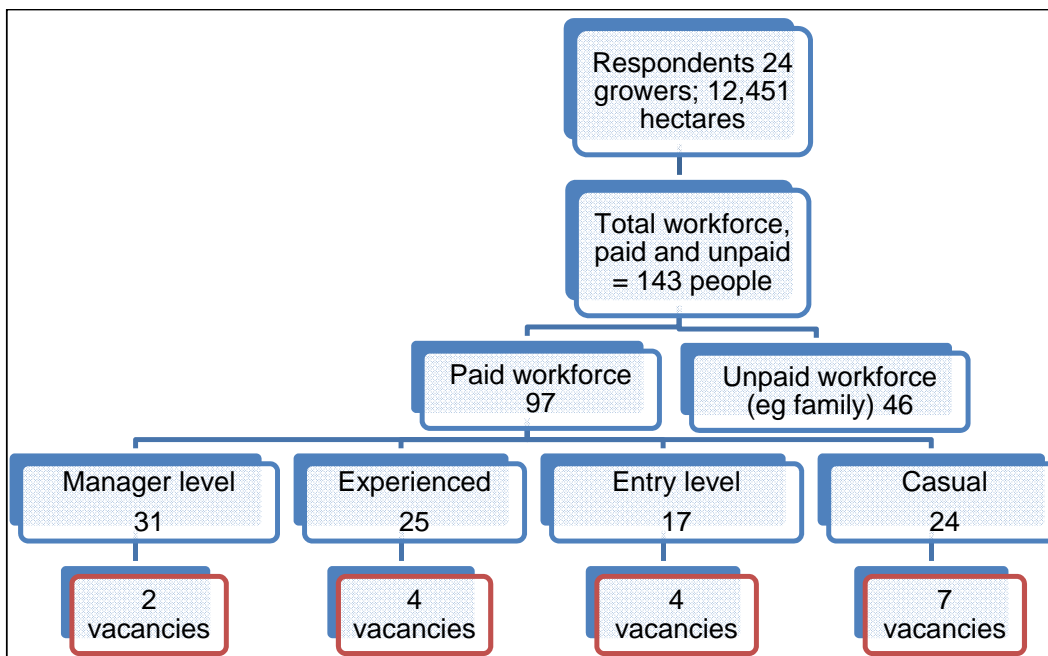 Respondents 24
growers; 12,451
hectares
Total workforce,
paid and unpaid
= 143 people
Paid workforce
97
Unpaid workforce
(eg family) 46
Manager level
31
Experienced
25
Entry level
17
Casual
24
2
vacancies
4
vacancies
4
vacancies
7
vacancies